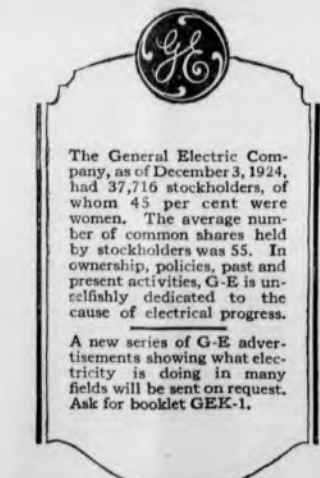 GE
The General Electric Com-
pany, as of December 3, 1924,
had 37,716 stockholders, of
whom 45 per cent were
women. The average num-
ber of common shares held
by stockholders was 55. In
ownership, policies, past and
present activities, G-E is un-
selfishly dedicated to the
cause of electrical progress.
A new series of G-E adver-
tisements showing what elec-
tricity is doing in many
fields will be sent on request.
Ask for booklet GEK-1.